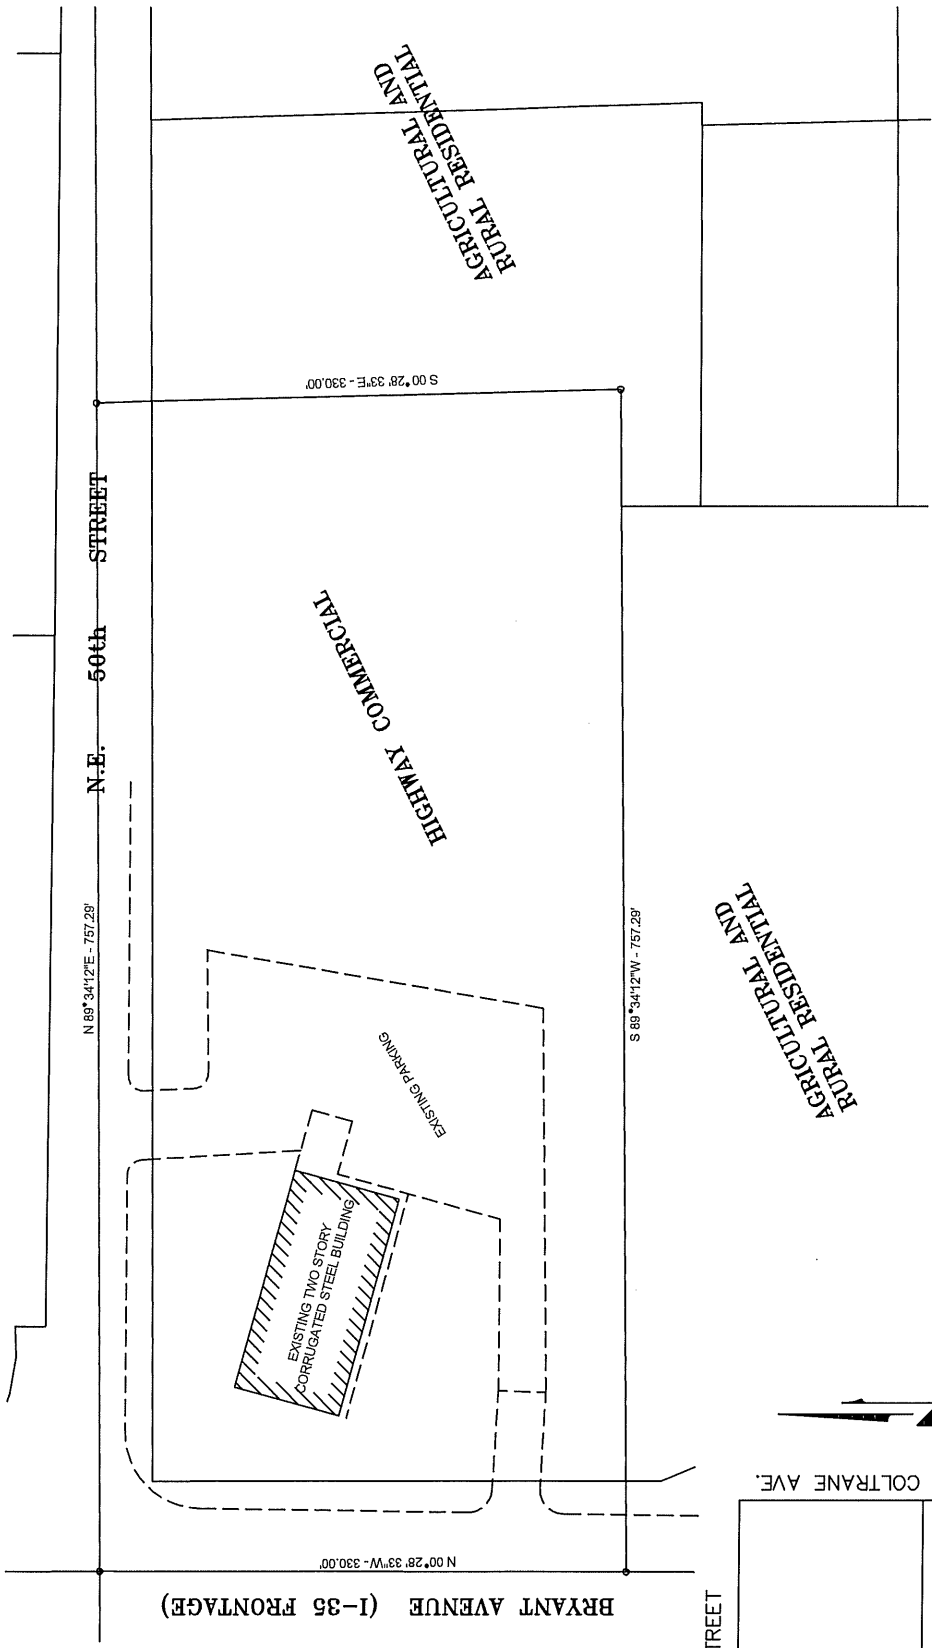 AGRICULTURAL AND
RURAL RESIDENTIAL
S 00°28'33"E - 330.00'
N.E. 50th STREET
HIGHWAY COMMERCIAL
N 89°34'12"E - 757.29'
S 89°34'12"W - 757.29'
EXISTING PARKING
AGRICULTURAL AND
RURAL RESIDENTIAL
EXISTING TWO STORY
CORRUGATED STEEL BUILDING
N 00°28'33"W - 330.00'
BRYANT AVENUE (I-35 FRONTAGE)
COLTRANE AVE.
TREET